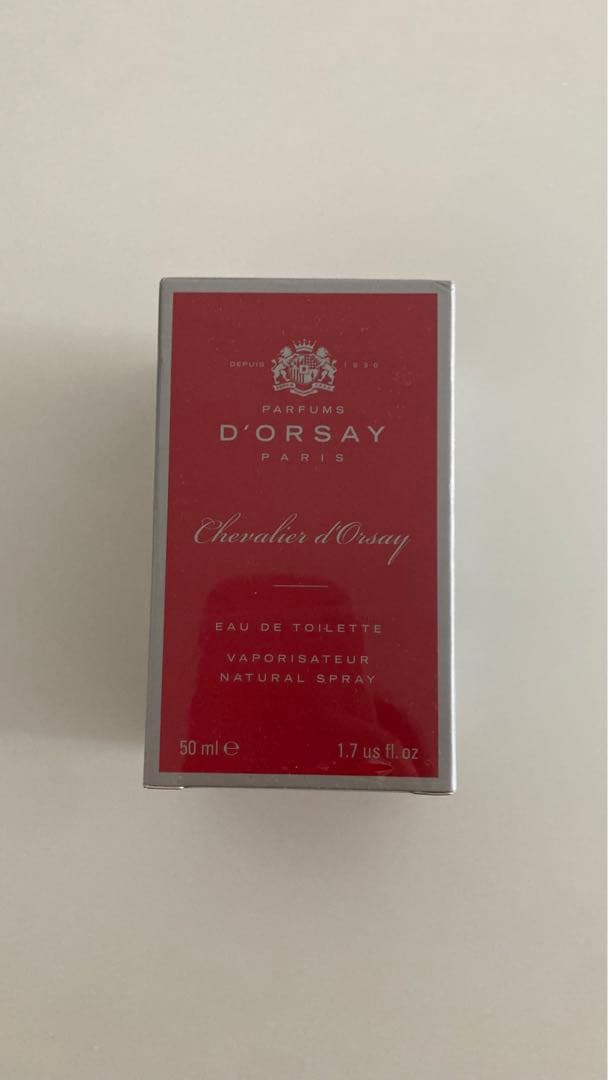 DEPUIS 1830
PARFUMS
D'ORSAY
PARIS
Chevalier d'Orsay
EAU DE TOILETTE
VAPORISATEUR
NATURAL SPRAY
50 ml ℮ 1.7 us fl. oz